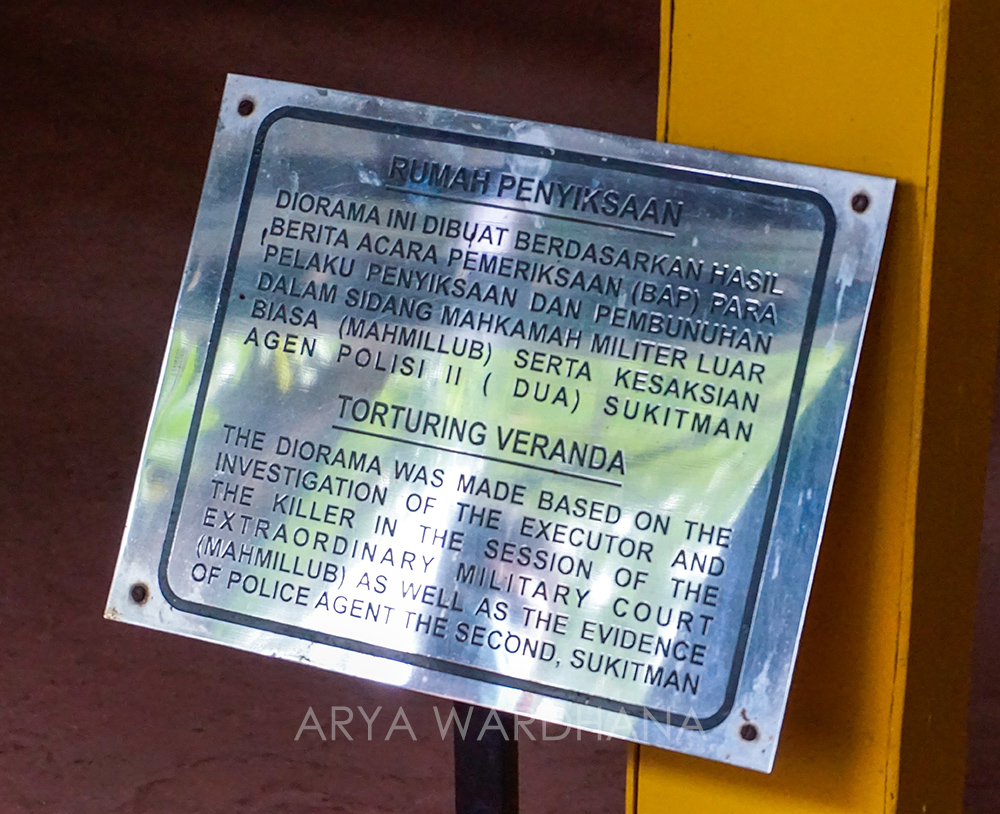 RUMAH PENYIKSAAN
DIORAMA INI DIBUAT BERDASARKAN HASIL
BERITA ACARA PEMERIKSAAN (BAP) PARA
PELAKU PENYIKSAAN DAN PEMBUNUHAN
DALAM SIDANG MAHKAMAH MILITER LUAR
BIASA (MAHMILLUB) SERTA KESAKSIAN
AGEN POLISI II ( DUA) SUKITMAN
TORTURING VERANDA
THE DIORAMA WAS MADE BASED ON THE
INVESTIGATION OF THE EXECUTOR AND
THE KILLER IN THE SESSION OF THE
EXTRAORDINARY MILITARY COURT
(MAHMILLUB) AS WELL AS THE EVIDENCE
OF POLICE AGENT THE SECOND, SUKITMAN
ARYA WARDHANA